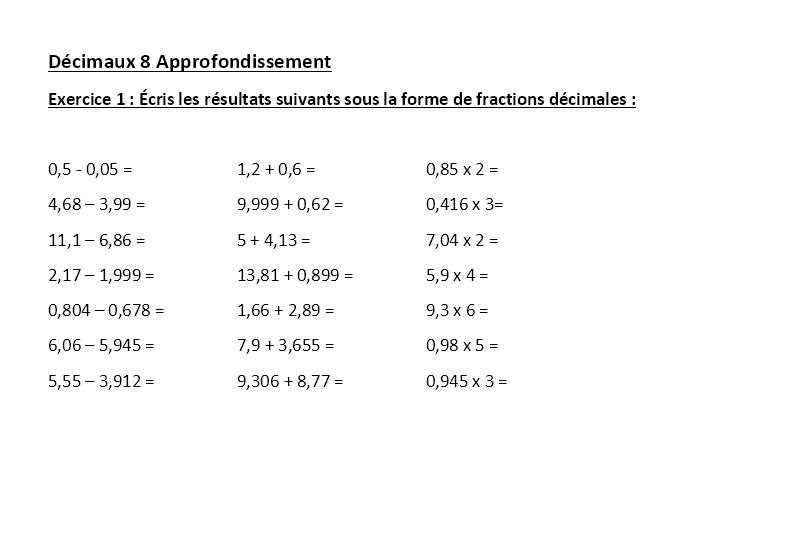 Décimaux 8 Approfondissement
Exercice 1 : Écris les résultats suivants sous la forme de fractions décimales :
0,5 - 0,05 = 1,2 + 0,6 = 0,85 x 2 =
4,68 – 3,99 = 9,999 + 0,62 = 0,416 x 3=
11,1 – 6,86 = 5 + 4,13 = 7,04 x 2 =
2,17 – 1,999 = 13,81 + 0,899 = 5,9 x 4 =
0,804 – 0,678 = 1,66 + 2,89 = 9,3 x 6 =
6,06 – 5,945 = 7,9 + 3,655 = 0,98 x 5 =
5,55 – 3,912 = 9,306 + 8,77 = 0,945 x 3 =